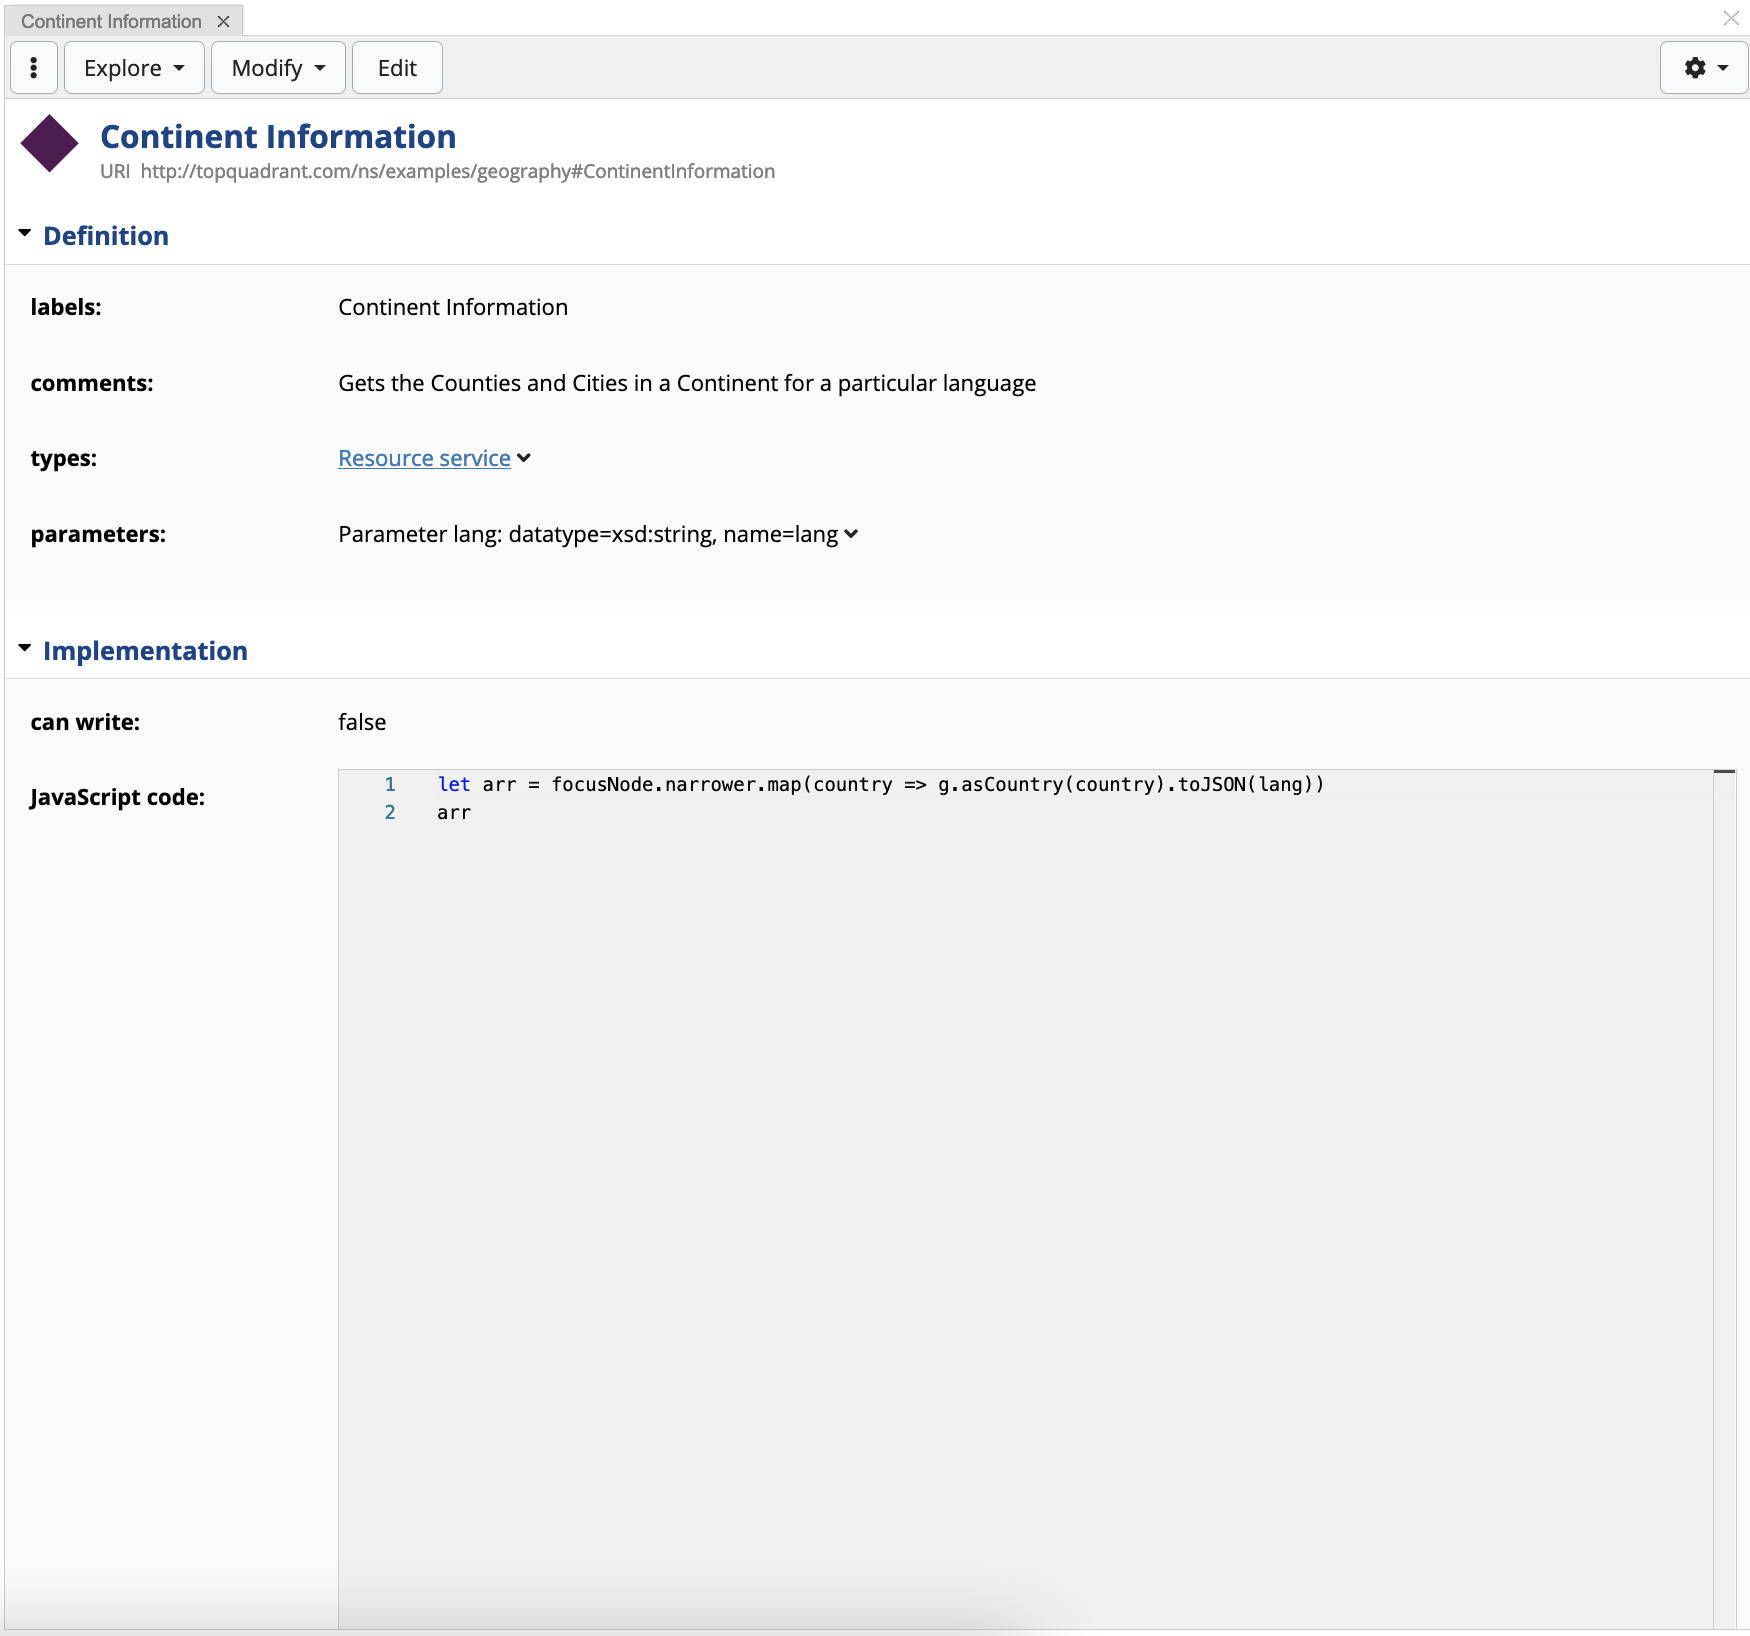 Continent Information
Explore
Modify
Edit
Continent Information
URI http://topquadrant.com/ns/examples/geography#ContinentInformation
Definition
labels: Continent Information
comments: Gets the Counties and Cities in a Continent for a particular language
types: Resource service
parameters: Parameter lang: datatype=xsd:string, name=lang
Implementation
can write: false
JavaScript code:
1 let arr = focusNode.narrower.map(country => g.asCountry(country).toJSON(lang))
2 arr